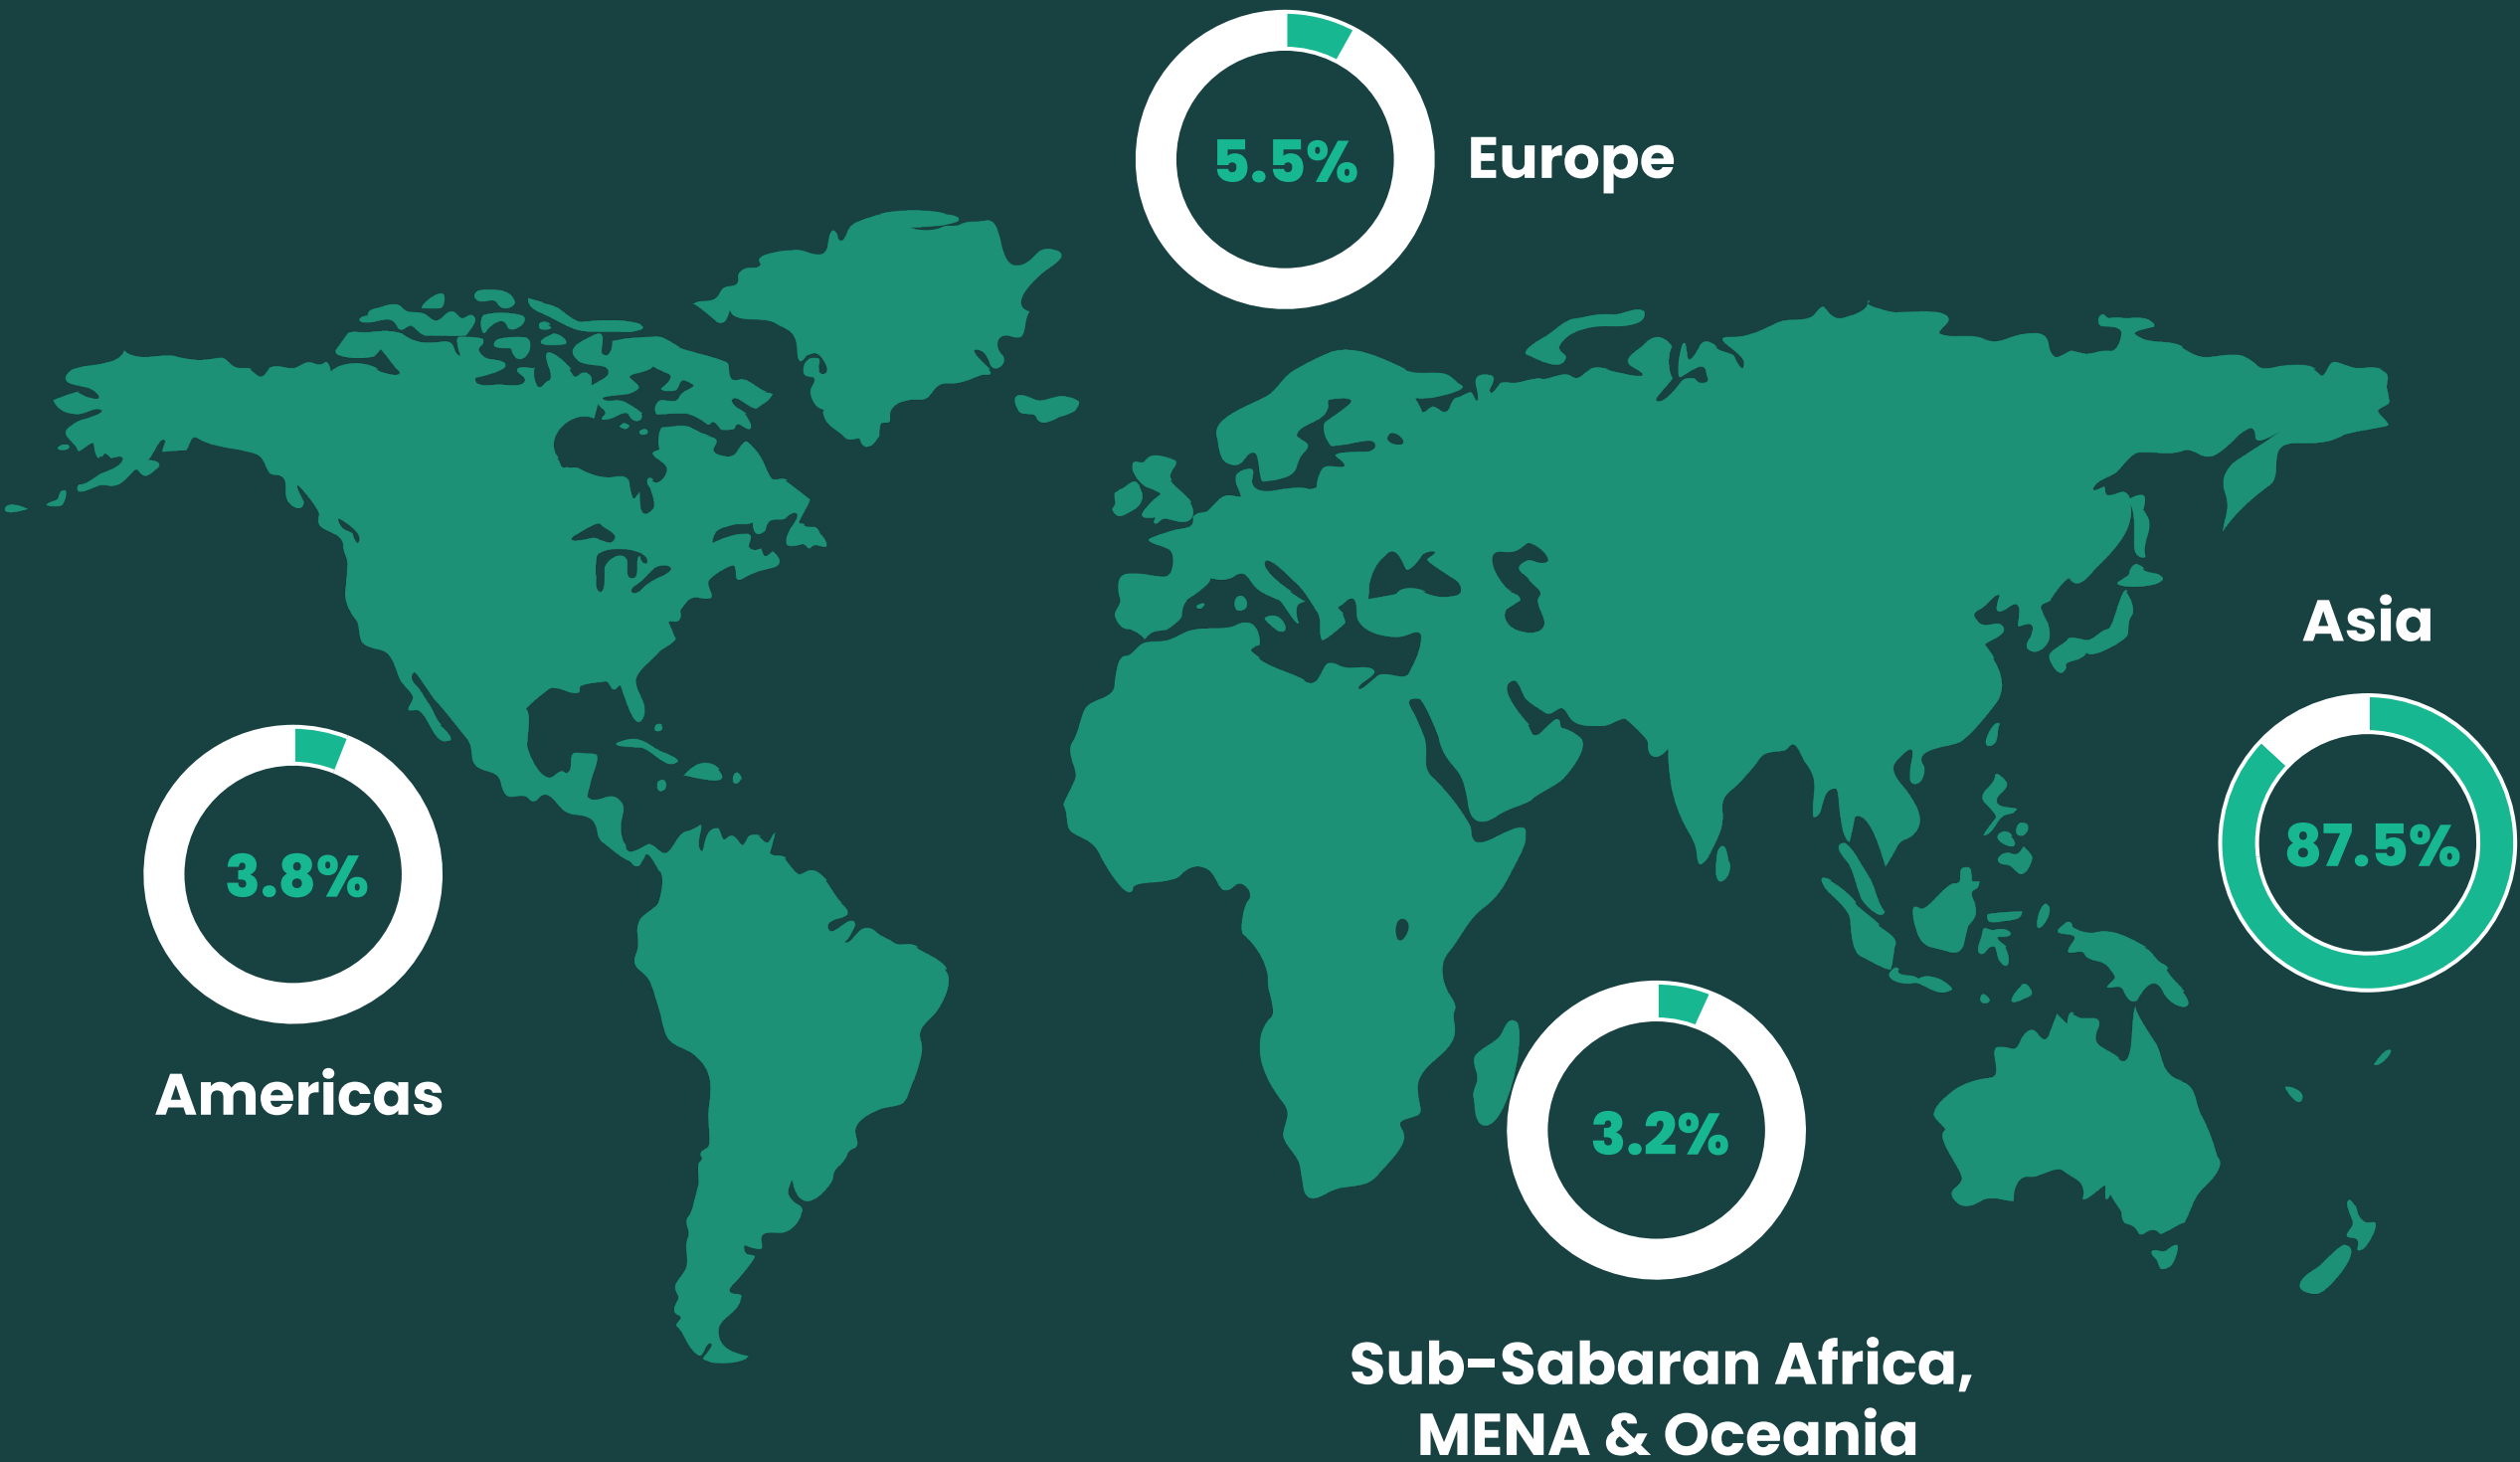 5.5%
Europe
Asia
87.5%
3.8%
Americas
3.2%
Sub-Sabaran Africa,
MENA & Oceania